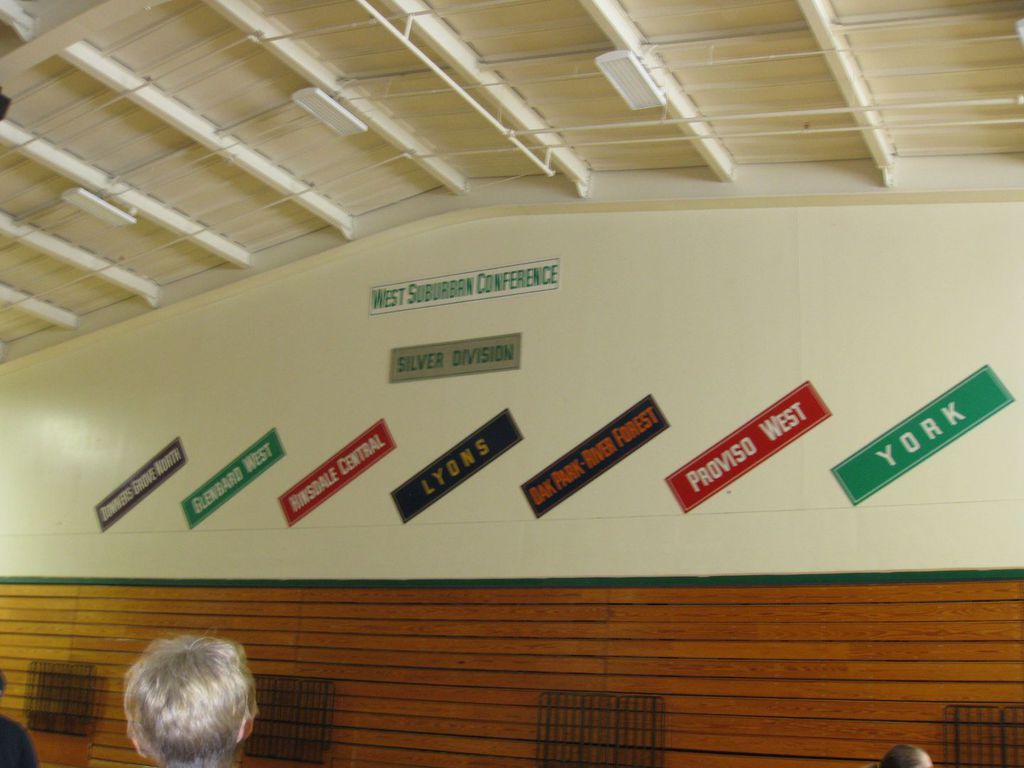 WEST SUBURBAN CONFERENCE
SILVER DIVISION
DOWNERS GROVE NORTH
GLENBARD WEST
HINSDALE CENTRAL
LYONS
OAK PARK-RIVER FOREST
PROVISO WEST
YORK